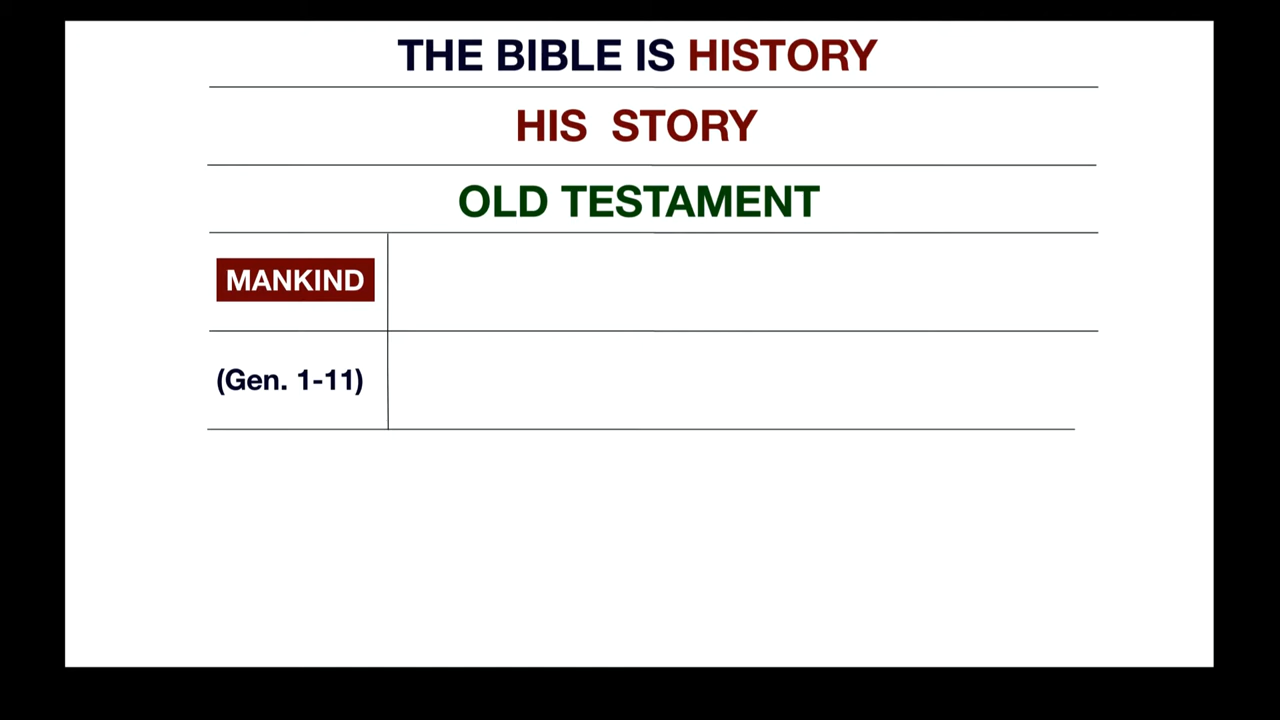 THE BIBLE IS HISTORY
HIS STORY
OLD TESTAMENT
MANKIND
(Gen. 1-11)